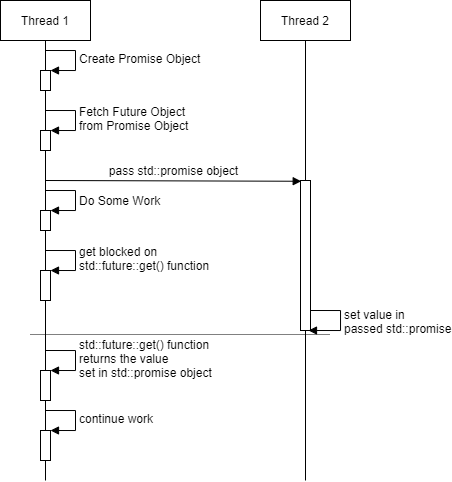 Thread 1
Thread 2
Create Promise Object
Fetch Future Object
from Promise Object
pass std::promise object
Do Some Work
get blocked on
std::future::get() function
set value in
passed std::promise
std::future::get() function
returns the value
set in std::promise object
continue work